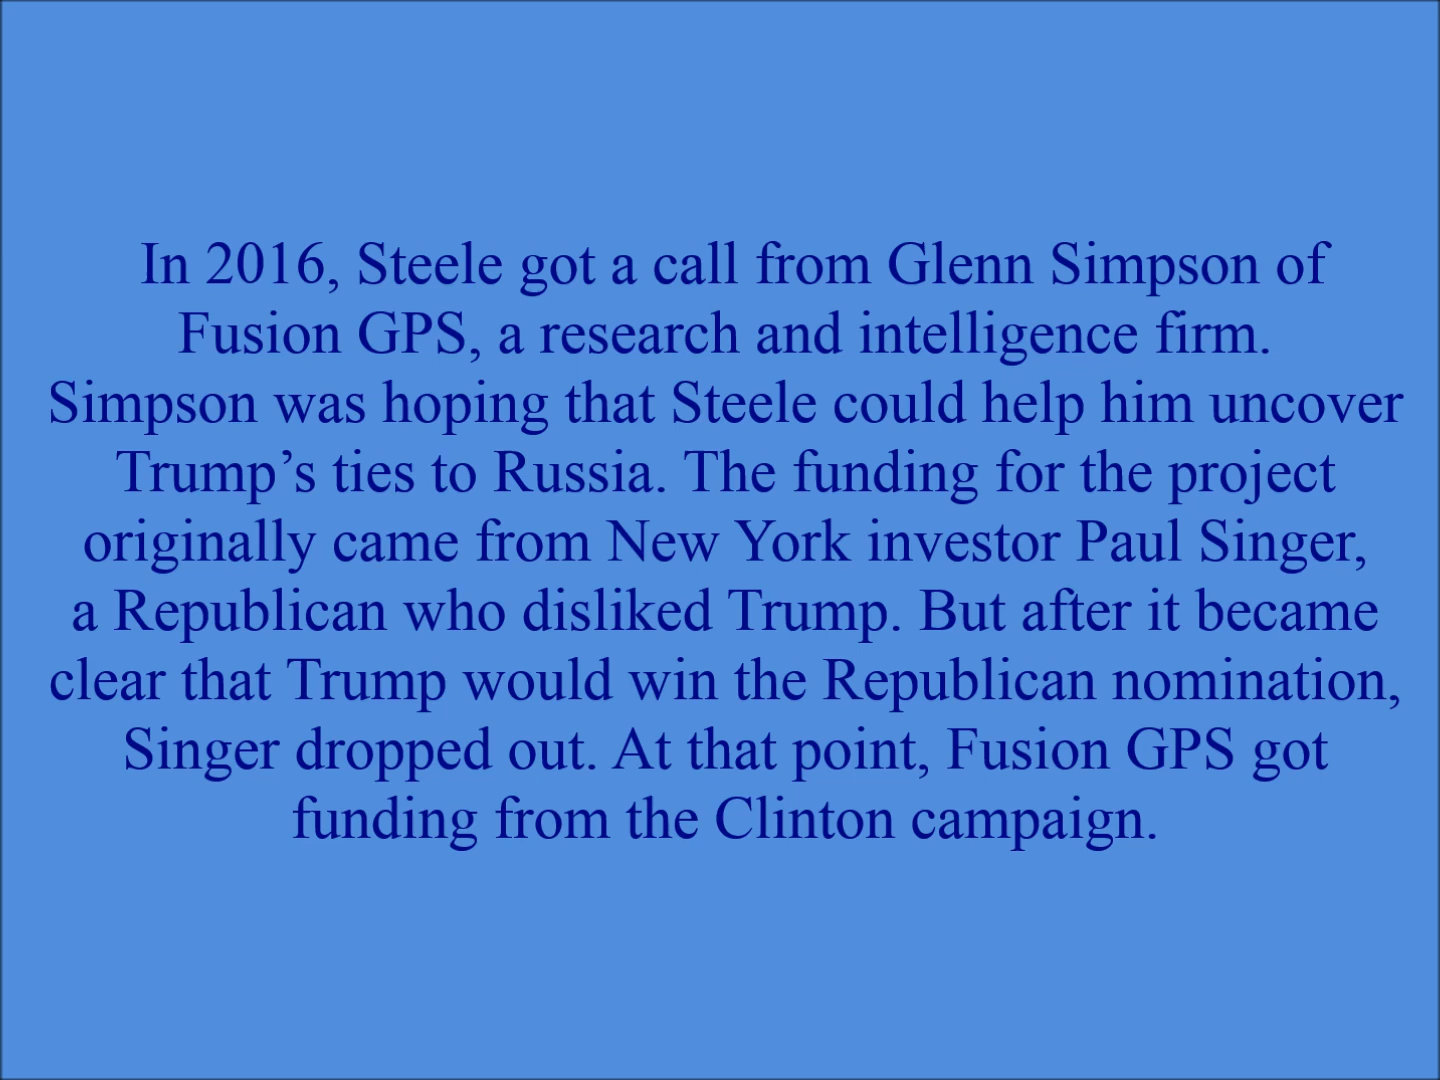 In 2016, Steele got a call from Glenn Simpson of
Fusion GPS, a research and intelligence firm.
Simpson was hoping that Steele could help him uncover
Trump’s ties to Russia. The funding for the project
originally came from New York investor Paul Singer,
a Republican who disliked Trump. But after it became
clear that Trump would win the Republican nomination,
Singer dropped out. At that point, Fusion GPS got
funding from the Clinton campaign.